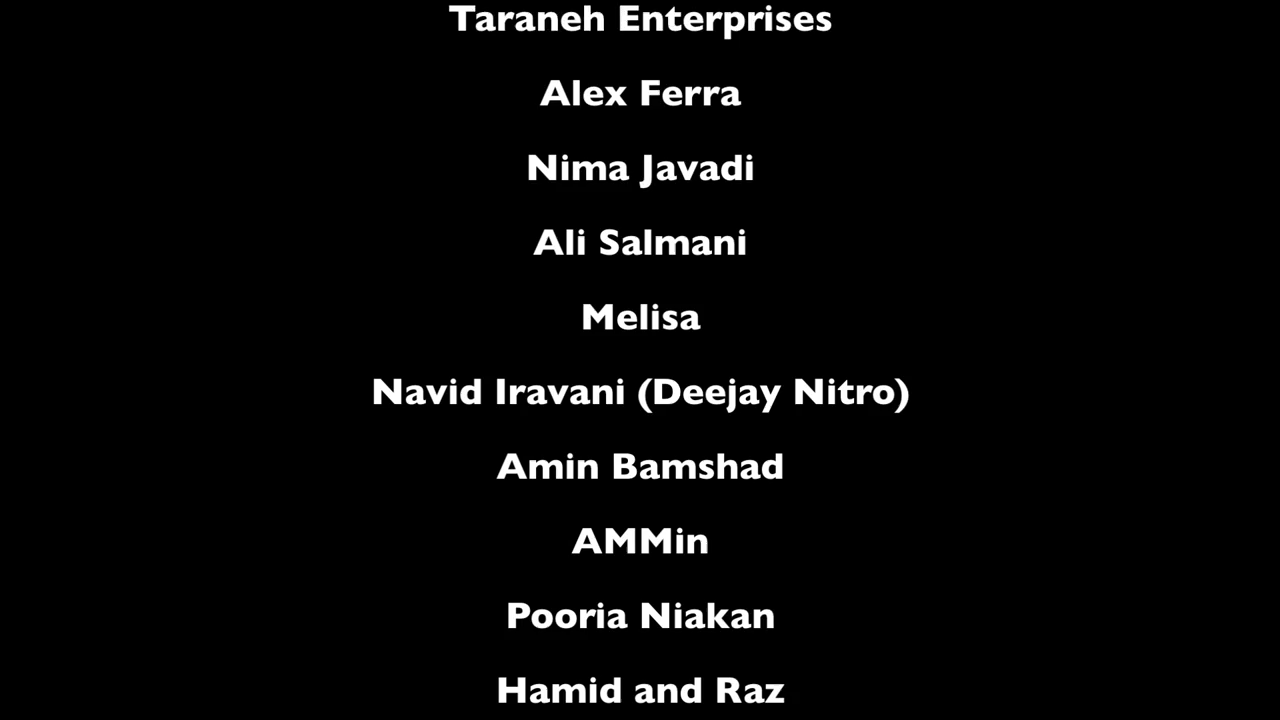 Taraneh Enterprises
Alex Ferra
Nima Javadi
Ali Salmani
Melisa
Navid Iravani (Deejay Nitro)
Amin Bamshad
AMMin
Pooria Niakan
Hamid and Raz